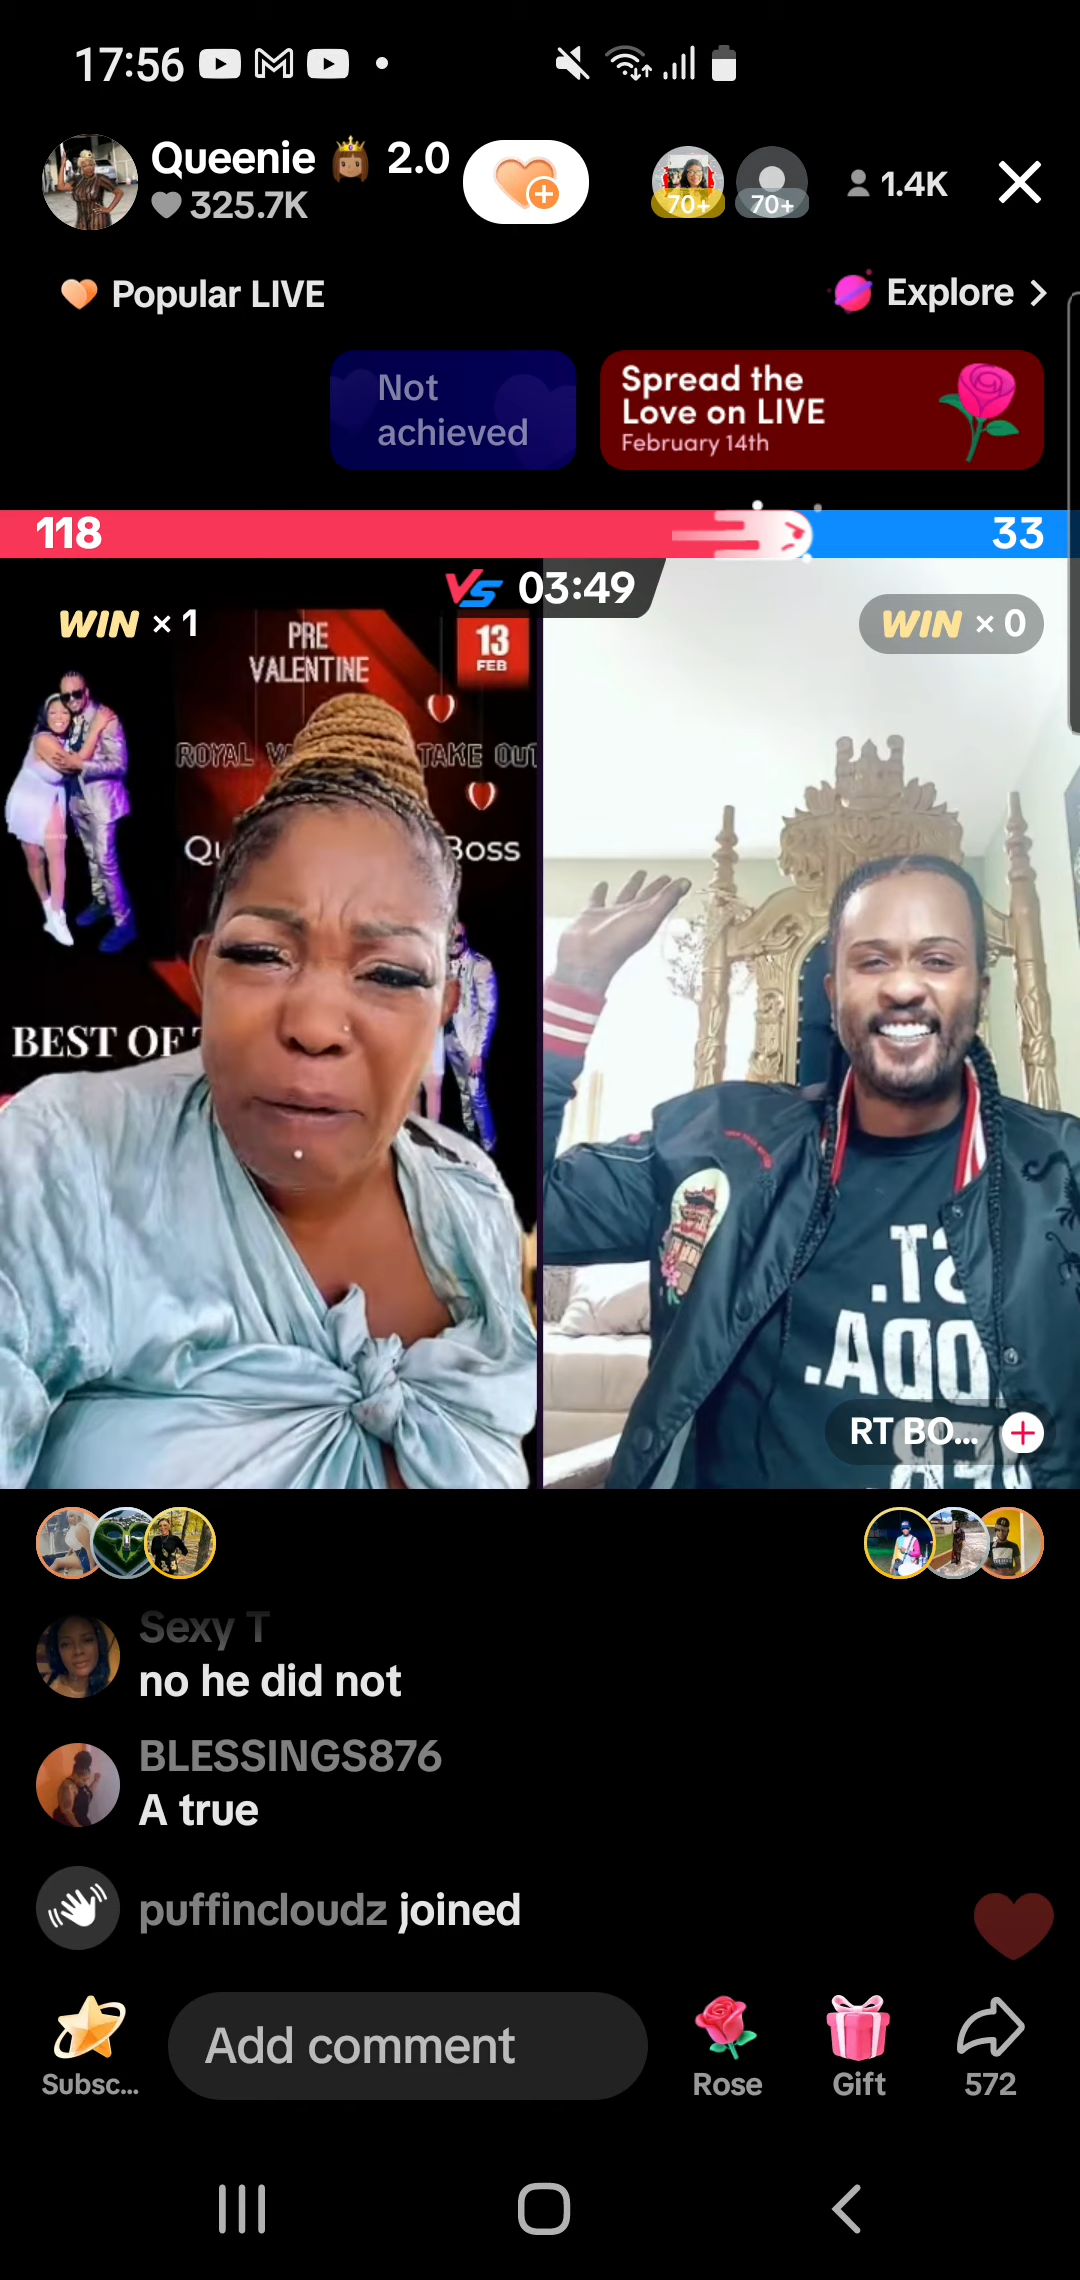 17:56
Queenie 2.0
325.7K
70+
70+
1.4K
Popular LIVE
Explore
Not
achieved
Spread the
Love on LIVE
February 14th
118
33
VS 03:49
WIN × 1
WIN × 0
PRE
VALENTINE
13
FEB
ROYAL
TAKE OUT
Boss
BEST OF
ST.
ADO.
RT BO...
Sexy T
no he did not
BLESSINGS876
A true
puffincloudz joined
Subsc...
Add comment
Rose
Gift
572